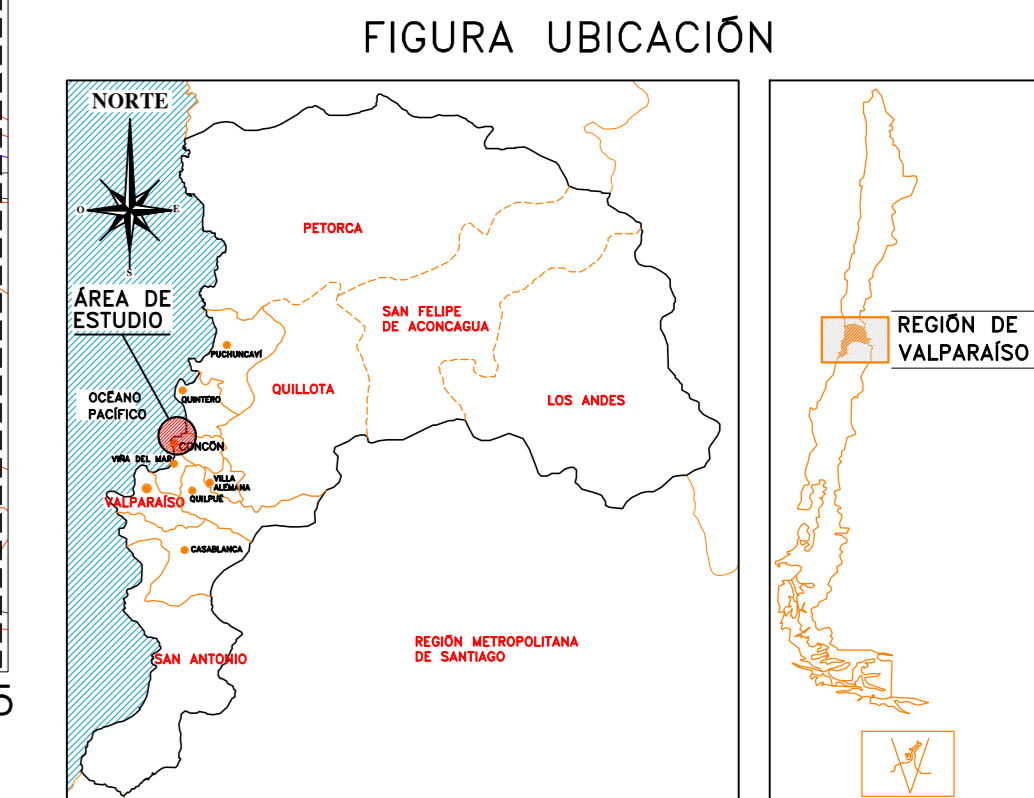 FIGURA UBICACIÓN
NORTE
O
E
S
PETORCA
ÁREA DE
ESTUDIO
SAN FELIPE
DE ACONCAGUA
REGIÓN DE
VALPARAÍSO
PUCHUNCAVÍ
QUILLOTA
OCÉANO
PACÍFICO
QUINTERO
LOS ANDES
CONCÓN
VIÑA DEL MAR
VILLA
ALEMANA
QUILPUÉ
VALPARAÍSO
CASABLANCA
REGIÓN METROPOLITANA
DE SANTIAGO
SAN ANTONIO
5